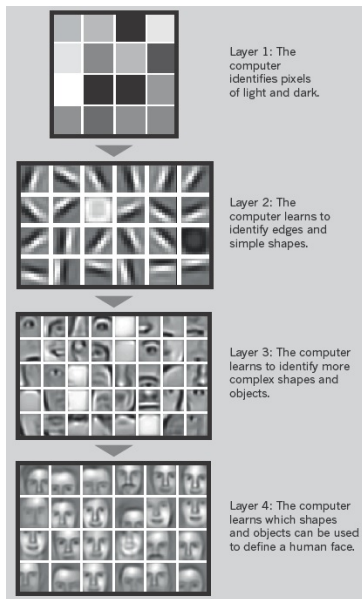 Layer 1: The
computer
identifies pixels
of light and dark.
Layer 2: The
computer learns to
identify edges and
simple shapes.
Layer 3: The computer
learns to identify more
complex shapes and
objects.
Layer 4: The computer
learns which shapes
and objects can be used
to define a human face.